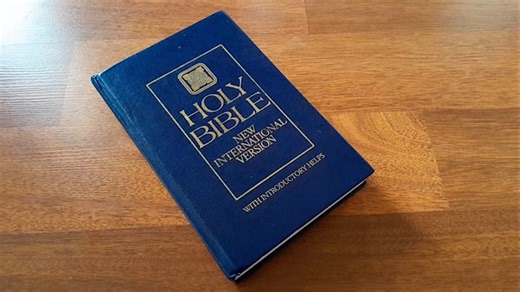 HOLY
BIBLE
NEW
INTERNATIONAL
VERSION
WITH INTRODUCTORY HELPS